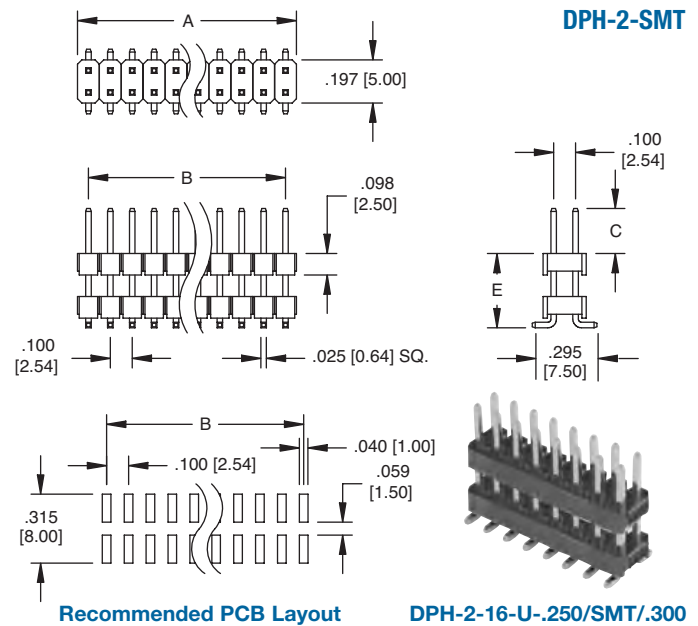 DPH-2-SMT
A
.197 [5.00]
B
.098
[2.50]
.100
[2.54]
.025 [0.64] SQ.
.100
[2.54]
C
E
.295
[7.50]
B
.100 [2.54]
.040 [1.00]
.059
[1.50]
.315
[8.00]
Recommended PCB Layout
DPH-2-16-U-.250/SMT/.300